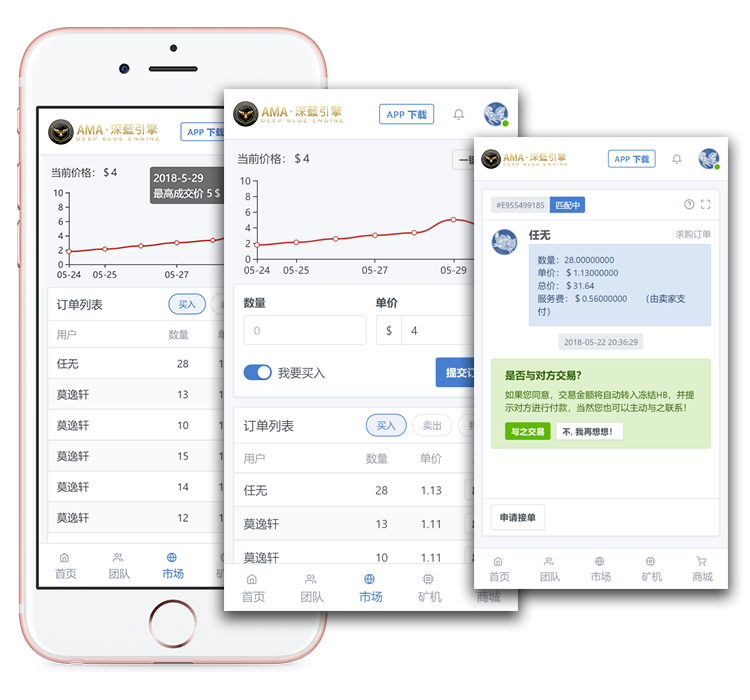 AMA·深藍引擎
DEEP BLUE ENGINE
APP 下载
当前价格： $ 4
2018-5-29
最高成交价 5 $
10
8
6
4
2
0
05-24 05-25 05-27
订单列表
买入
用户 数量
任无 28
莫逸轩 13
莫逸轩 10
莫逸轩 15
莫逸轩 14
莫逸轩 12
首页 团队 市场
AMA·深藍引擎
DEEP BLUE ENGINE
APP 下载
当前价格： $ 4
10
8
6
4
2
0
05-24 05-25 05-27 05-29
数量 单价
0 $ 4
我要买入
提交订
订单列表
买入 卖出
用户 数量 单价
任无 28 1.13
莫逸轩 13 1.11
莫逸轩 10 1.11
首页 团队 市场 矿机 商城
AMA·深藍引擎
DEEP BLUE ENGINE
APP 下载
#E955499185 匹配中
任无 求购订单
数量： 28.00000000
单价： $ 1.13000000
总价： $ 31.64
服务费： $ 0.56000000 （由卖家支
付）
2018-05-22 20:36:29
是否与对方交易？
如果您同意，交易金额将自动转入冻结HB，并提
示对方进行付款，当然您也可以主动与之联系！
与之交易 不, 我再想想！
申请接单
首页 团队 市场 矿机 商城